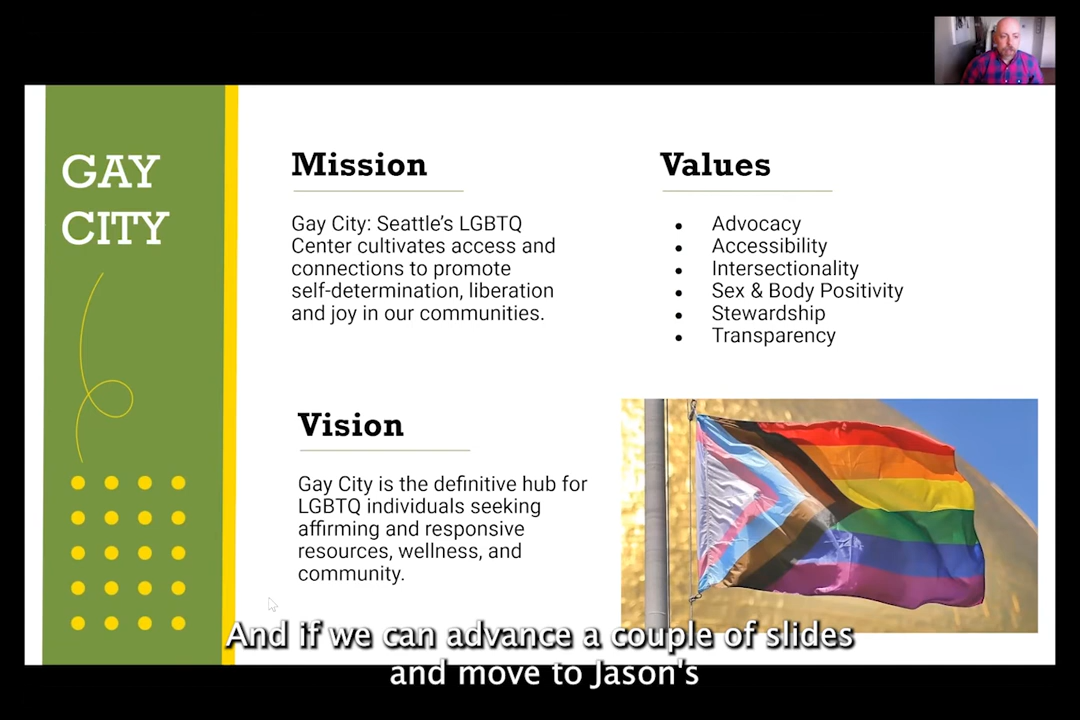 GAY
CITY
Mission
Gay City: Seattle's LGBTQ
Center cultivates access and
connections to promote
self-determination, liberation
and joy in our communities.
Values
● Advocacy
● Accessibility
● Intersectionality
● Sex & Body Positivity
● Stewardship
● Transparency
Vision
Gay City is the definitive hub for
LGBTQ individuals seeking
affirming and responsive
resources, wellness, and
community.
And if we can advance a couple of slides
and move to Jason's